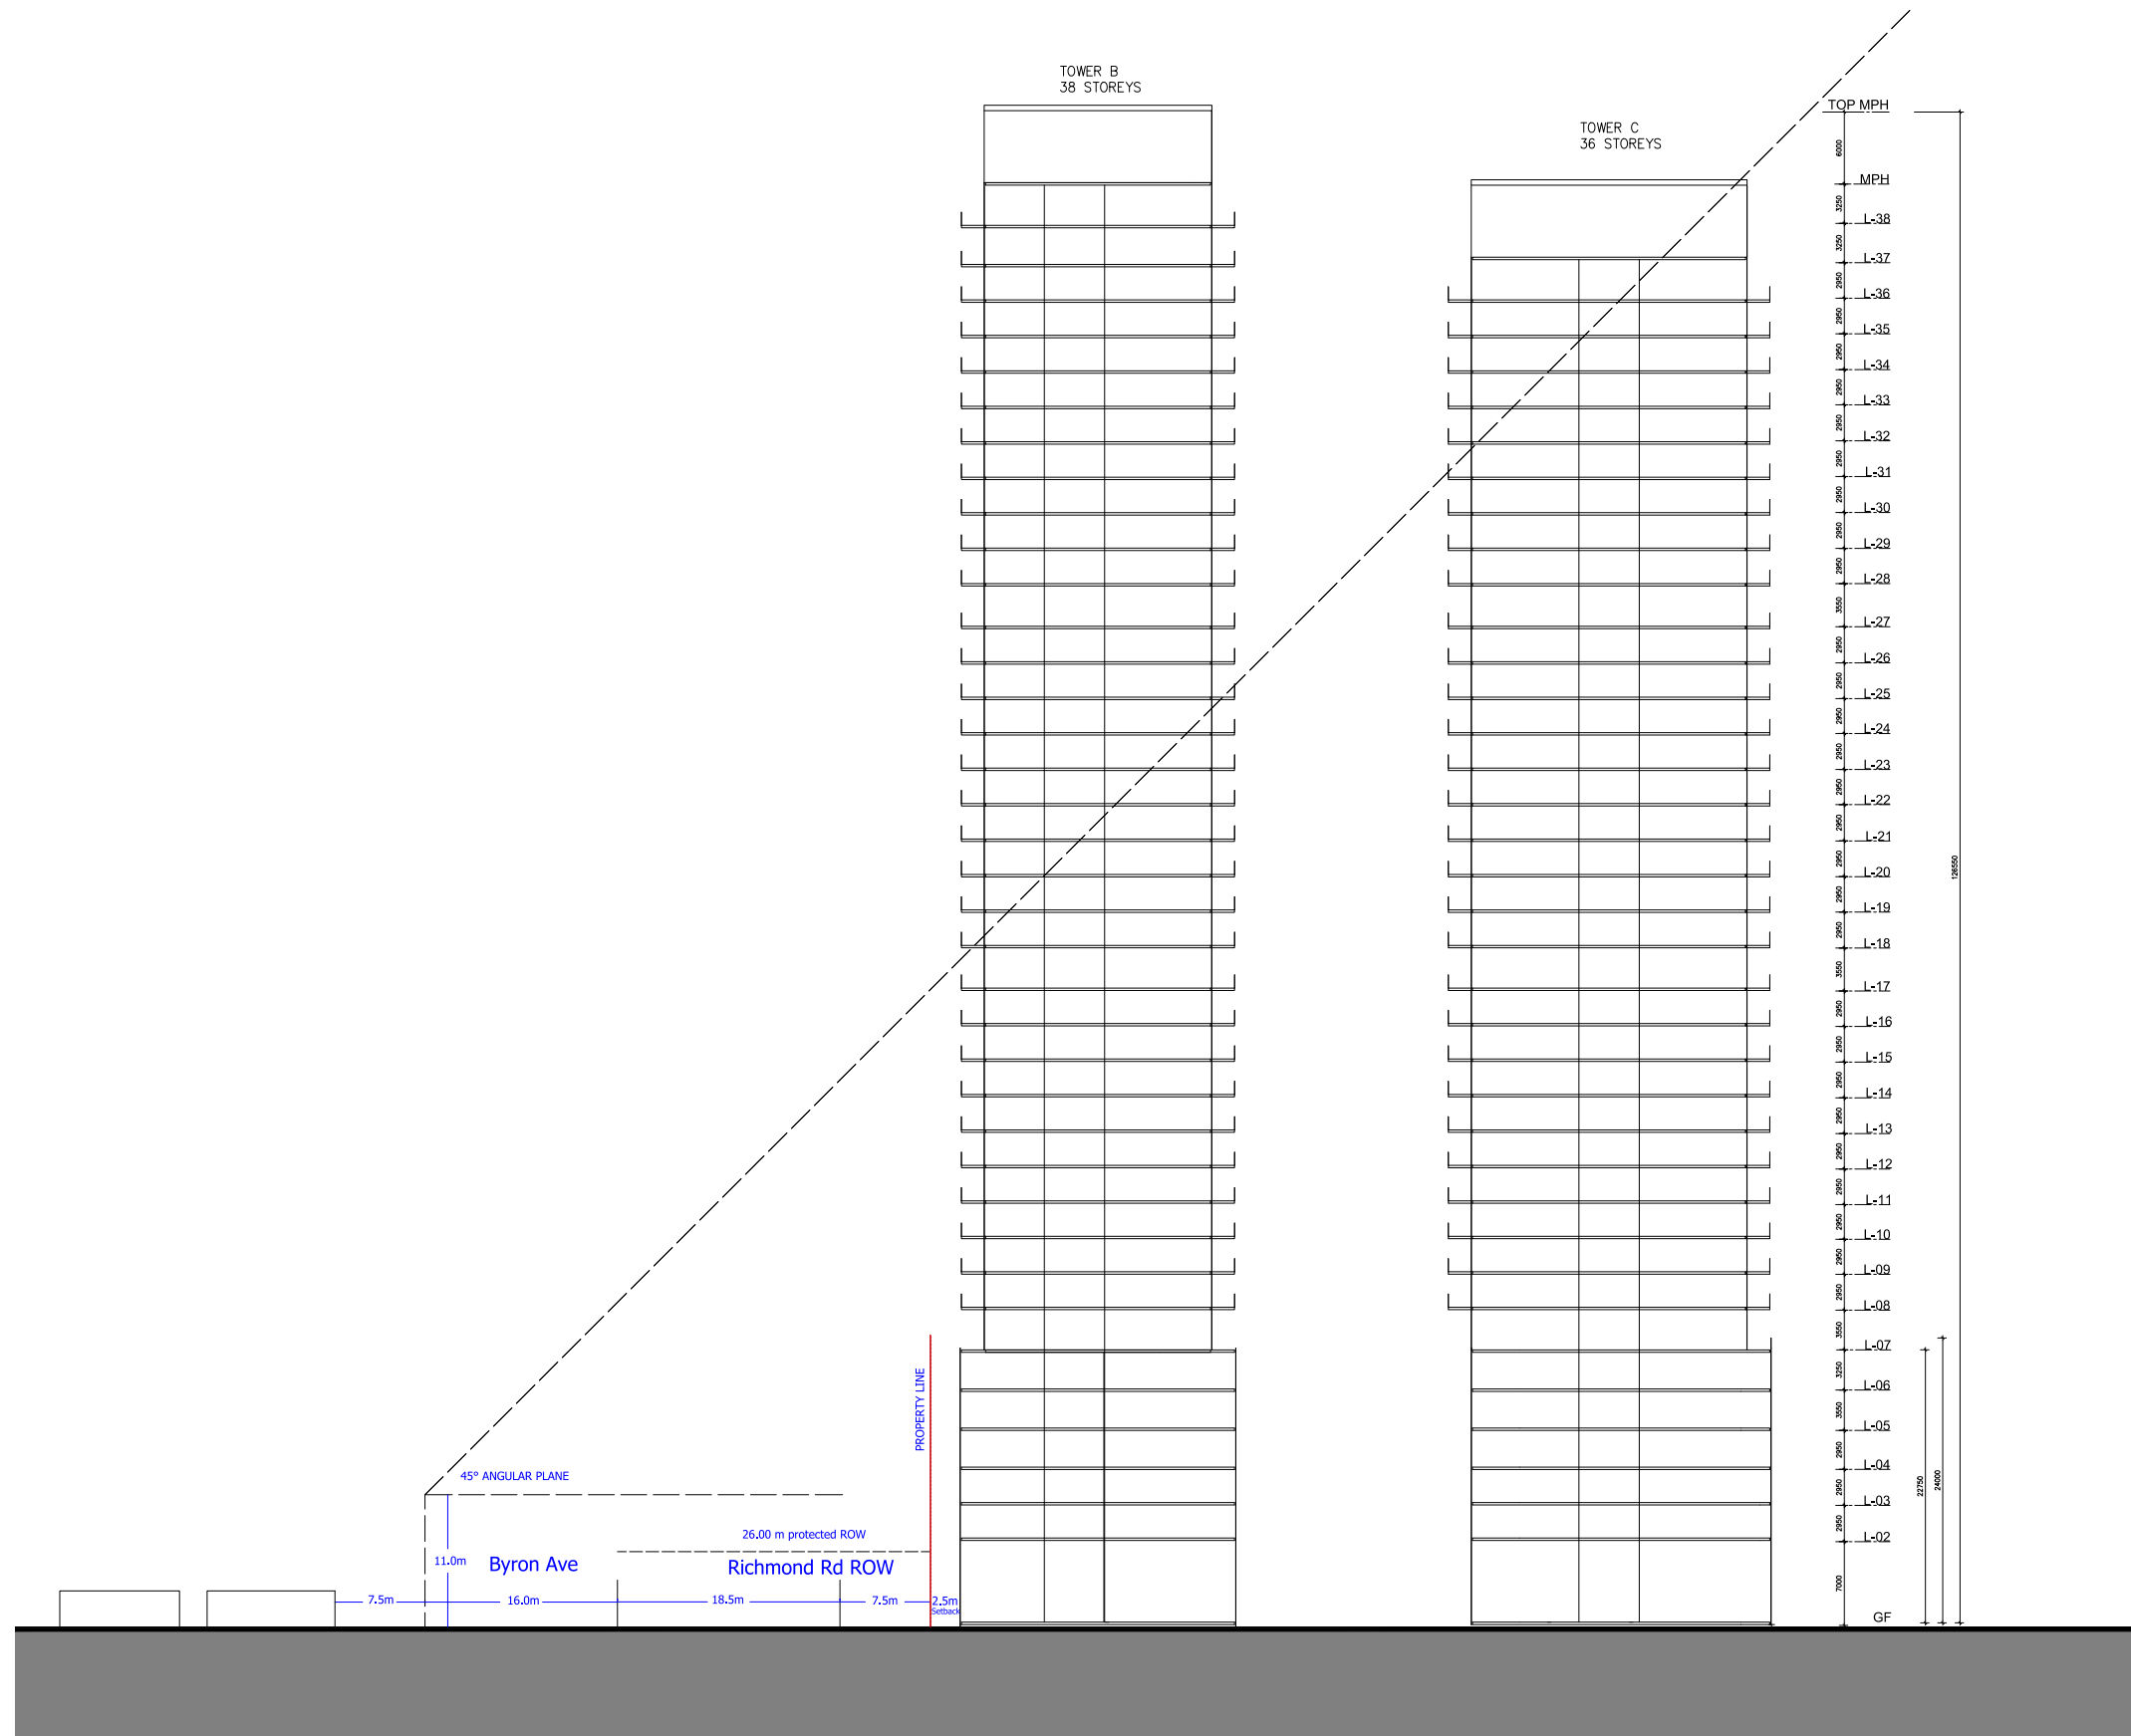 TOWER B
38 STOREYS
TOWER C
36 STOREYS
TOP MPH
6000
MPH
3250
L-38
3250
L-37
2950
L-36
2950
L-35
2950
L-34
2950
L-33
2950
L-32
2950
L-31
2950
L-30
2950
L-29
2950
L-28
3550
L-27
2950
L-26
2950
L-25
2950
L-24
2950
L-23
2950
L-22
2950
L-21
2950
L-20
2950
L-19
2950
L-18
3550
L-17
2950
L-16
2950
L-15
2950
L-14
2950
L-13
2950
L-12
2950
L-11
2950
L-10
2950
L-09
2950
L-08
3550
L-07
3250
L-06
3550
L-05
2950
L-04
2950
L-03
2950
L-02
7000
GF
22750
24000
126550
PROPERTY LINE
45° ANGULAR PLANE
26.00 m protected ROW
11.0m
Byron Ave
Richmond Rd ROW
7.5m
16.0m
18.5m
7.5m
2.5m
Setback